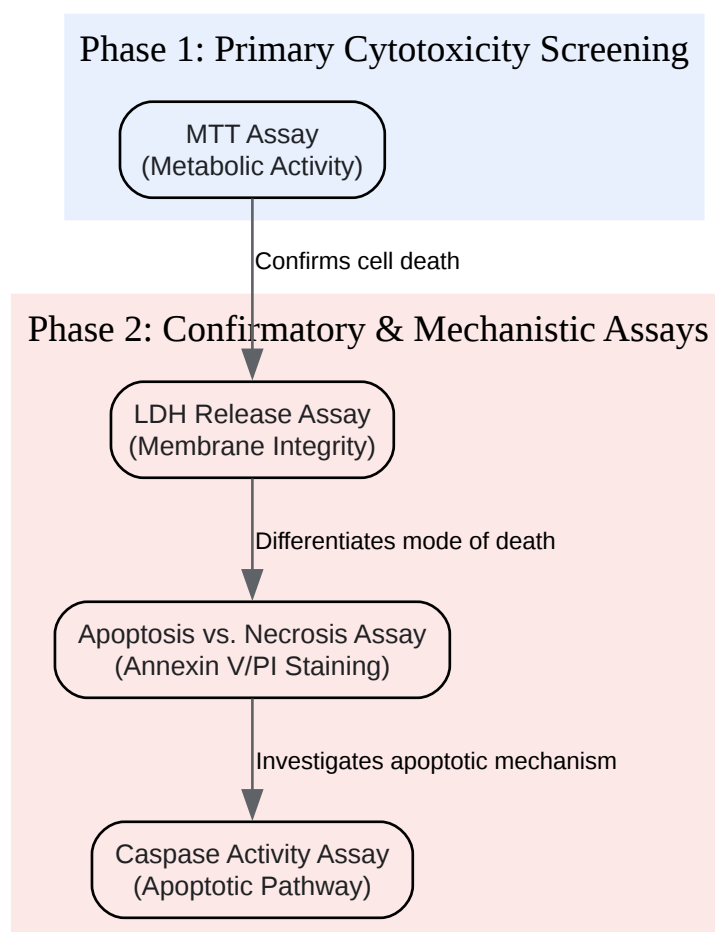 Phase 1: Primary Cytotoxicity Screening
MTT Assay
(Metabolic Activity)
Confirms cell death
Phase 2: Confirmatory & Mechanistic Assays
LDH Release Assay
(Membrane Integrity)
Differentiates mode of death
Apoptosis vs. Necrosis Assay
(Annexin V/PI Staining)
Investigates apoptotic mechanism
Caspase Activity Assay
(Apoptotic Pathway)